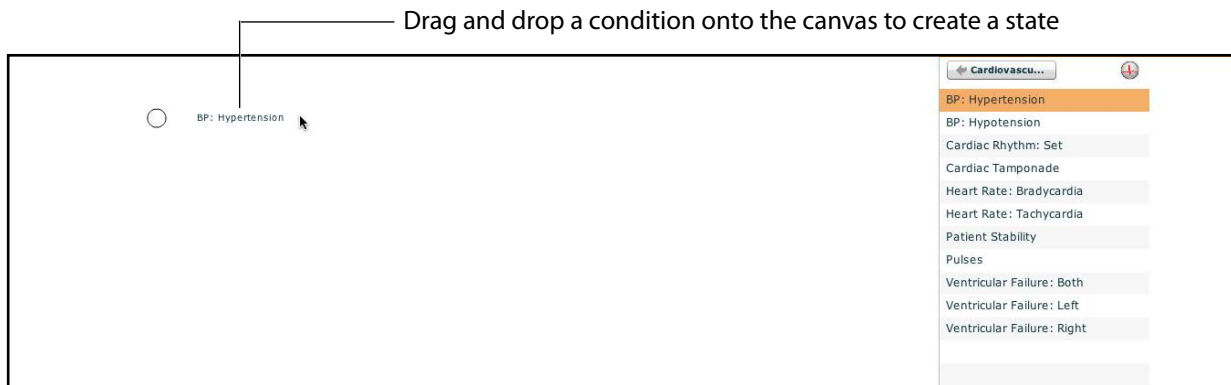 Drag and drop a condition onto the canvas to create a state
Cardiovascu...
BP: Hypertension
BP: Hypertension
BP: Hypotension
Cardiac Rhythm: Set
Cardiac Tamponade
Heart Rate: Bradycardia
Heart Rate: Tachycardia
Patient Stability
Pulses
Ventricular Failure: Both
Ventricular Failure: Left
Ventricular Failure: Right